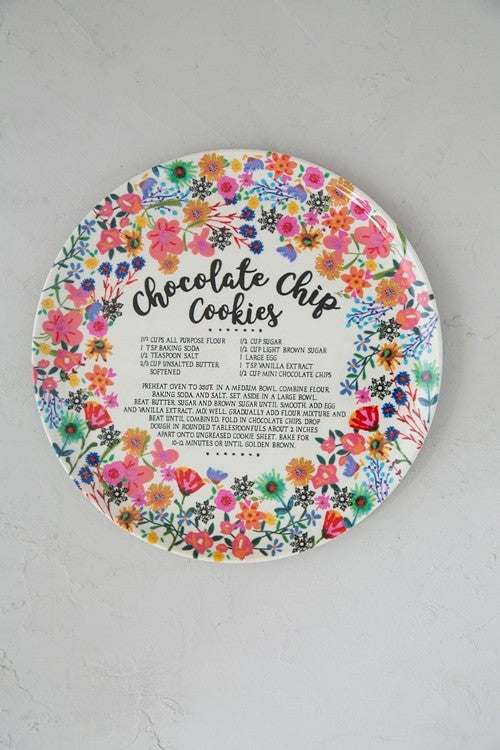 Chocolate Chip
Cookies
1½ CUPS ALL PURPOSE FLOUR
1 TSP BAKING SODA
½ TEASPOON SALT
2/3 CUP UNSALTED BUTTER
SOFTENED
½ CUP SUGAR
½ CUP LIGHT BROWN SUGAR
1 LARGE EGG
1 TSP VANILLA EXTRACT
½ CUP MINI CHOCOLATE CHIPS
PREHEAT OVEN TO 350°F. IN A MEDIUM BOWL, COMBINE FLOUR,
BAKING SODA AND SALT. SET ASIDE IN A LARGE BOWL.
BEAT BUTTER, SUGAR AND BROWN SUGAR UNTIL SMOOTH. ADD EGG
AND VANILLA EXTRACT. MIX WELL. GRADUALLY ADD FLOUR MIXTURE AND
BEAT UNTIL COMBINED. FOLD IN CHOCOLATE CHIPS. DROP
DOUGH IN ROUNDED TABLESPOONFULS ABOUT 2 INCHES
APART ONTO UNGREASED COOKIE SHEET. BAKE FOR
10-12 MINUTES OR UNTIL GOLDEN BROWN.